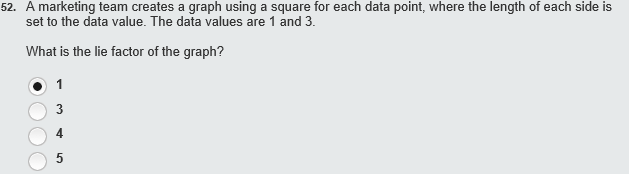 52. A marketing team creates a graph using a square for each data point, where the length of each side is
set to the data value. The data values are 1 and 3.
What is the lie factor of the graph?
1
3
4
5